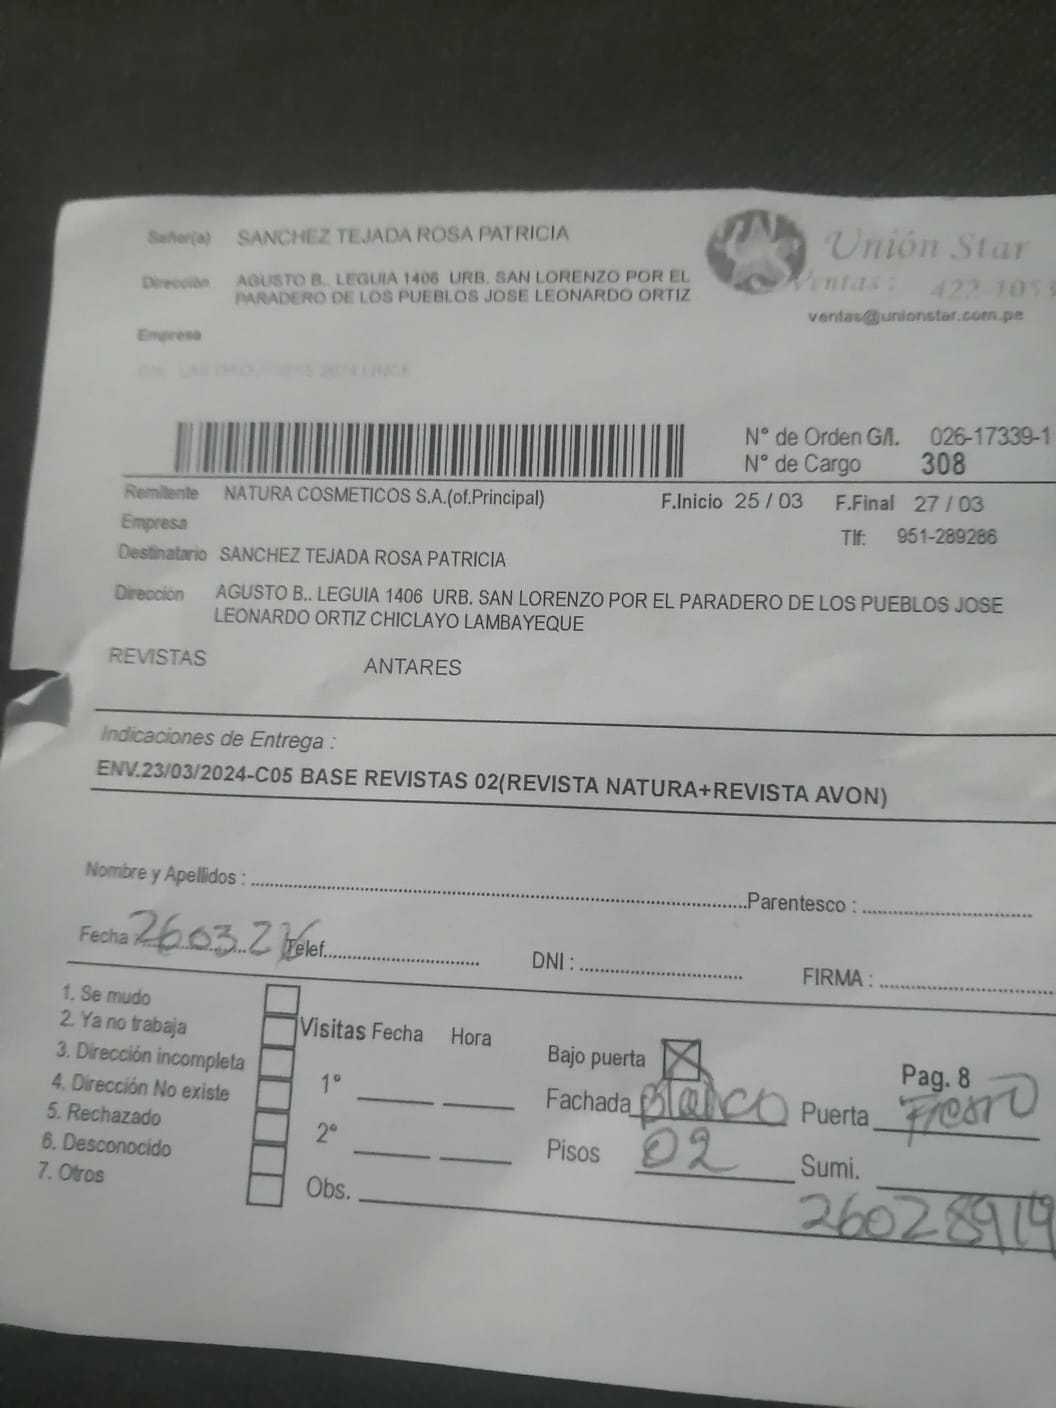 Señor(a) SANCHEZ TEJADA ROSA PATRICIA
Unión Star
Dirección AGUSTO B.. LEGUIA 1406 URB. SAN LORENZO POR EL
PARADERO DE LOS PUEBLOS JOSE LEONARDO ORTIZ
Ventas: 422-1053
ventas@unionstar.com.pe
Empresa
N° de Orden G/I. 026-17339-1
N° de Cargo 308
Remitente NATURA COSMETICOS S.A.(of.Principal) F.Inicio 25 / 03 F.Final 27 / 03
Empresa
Tlf: 951-289286
Destinatario SANCHEZ TEJADA ROSA PATRICIA
Dirección AGUSTO B.. LEGUIA 1406 URB. SAN LORENZO POR EL PARADERO DE LOS PUEBLOS JOSE
LEONARDO ORTIZ CHICLAYO LAMBAYEQUE
REVISTAS ANTARES
Indicaciones de Entrega :
ENV.23/03/2024-C05 BASE REVISTAS 02(REVISTA NATURA+REVISTA AVON)
Nombre y Apellidos : Parentesco :
Fecha 26.03.24 Telef. DNI : FIRMA :
1. Se mudo
2. Ya no trabaja
3. Dirección incompleta
4. Dirección No existe
5. Rechazado
6. Desconocido
7. Otros
Visitas Fecha Hora
1°
2°
Obs.
Bajo puerta Pag. 8
Fachada Blanco Puerta Fierro
Pisos 02 Sumi.
26028919